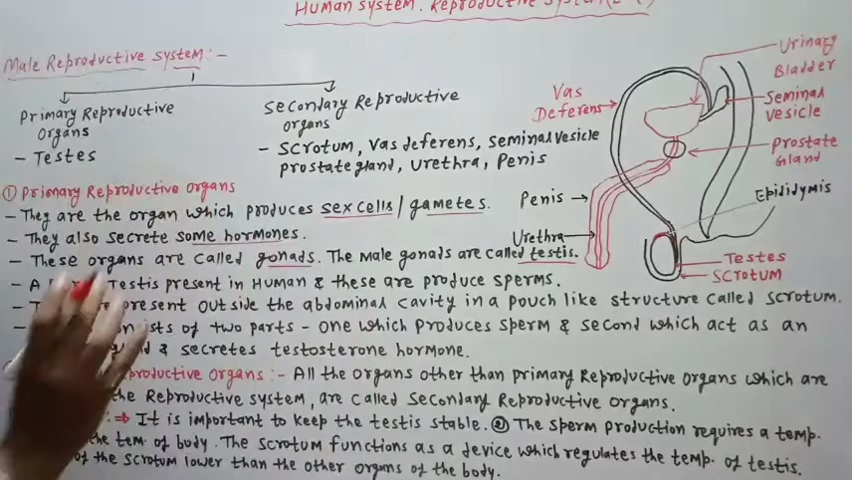 Human System. Reproductive System
Male Reproductive System :-
Primary Reproductive
Organs
- Testes
Secondary Reproductive
organs
- Scrotum, Vas deferens, Seminal vesicle
Prostate gland, Urethra, Penis
① Primary Reproductive organs
- They are the organ which produces sex cells / gametes.
- They also secrete some hormones.
- These organs are called gonads. The Male gonads are called testis.
- A Testis present in Human & these are produce sperms.
- present outside the abdominal cavity in a pouch like structure called scrotum.
- consists of two parts - one which produces sperm & second which act as an
& secretes testosterone hormone.
Reproductive organs :- All the organs other than primary Reproductive organs which are
the Reproductive system, are called Secondary Reproductive organs.
:⇒ It is important to keep the testis stable. ② The sperm production requires a temp.
the tem. of body. The scrotum functions as a device which regulates the temp. of testis.
of the scrotum lower than the other organs of the body.
Urinary
Bladder
Vas
Deferens
Seminal
Vesicle
Prostate
Gland
Epididymis
Penis
Urethra
Testes
Scrotum